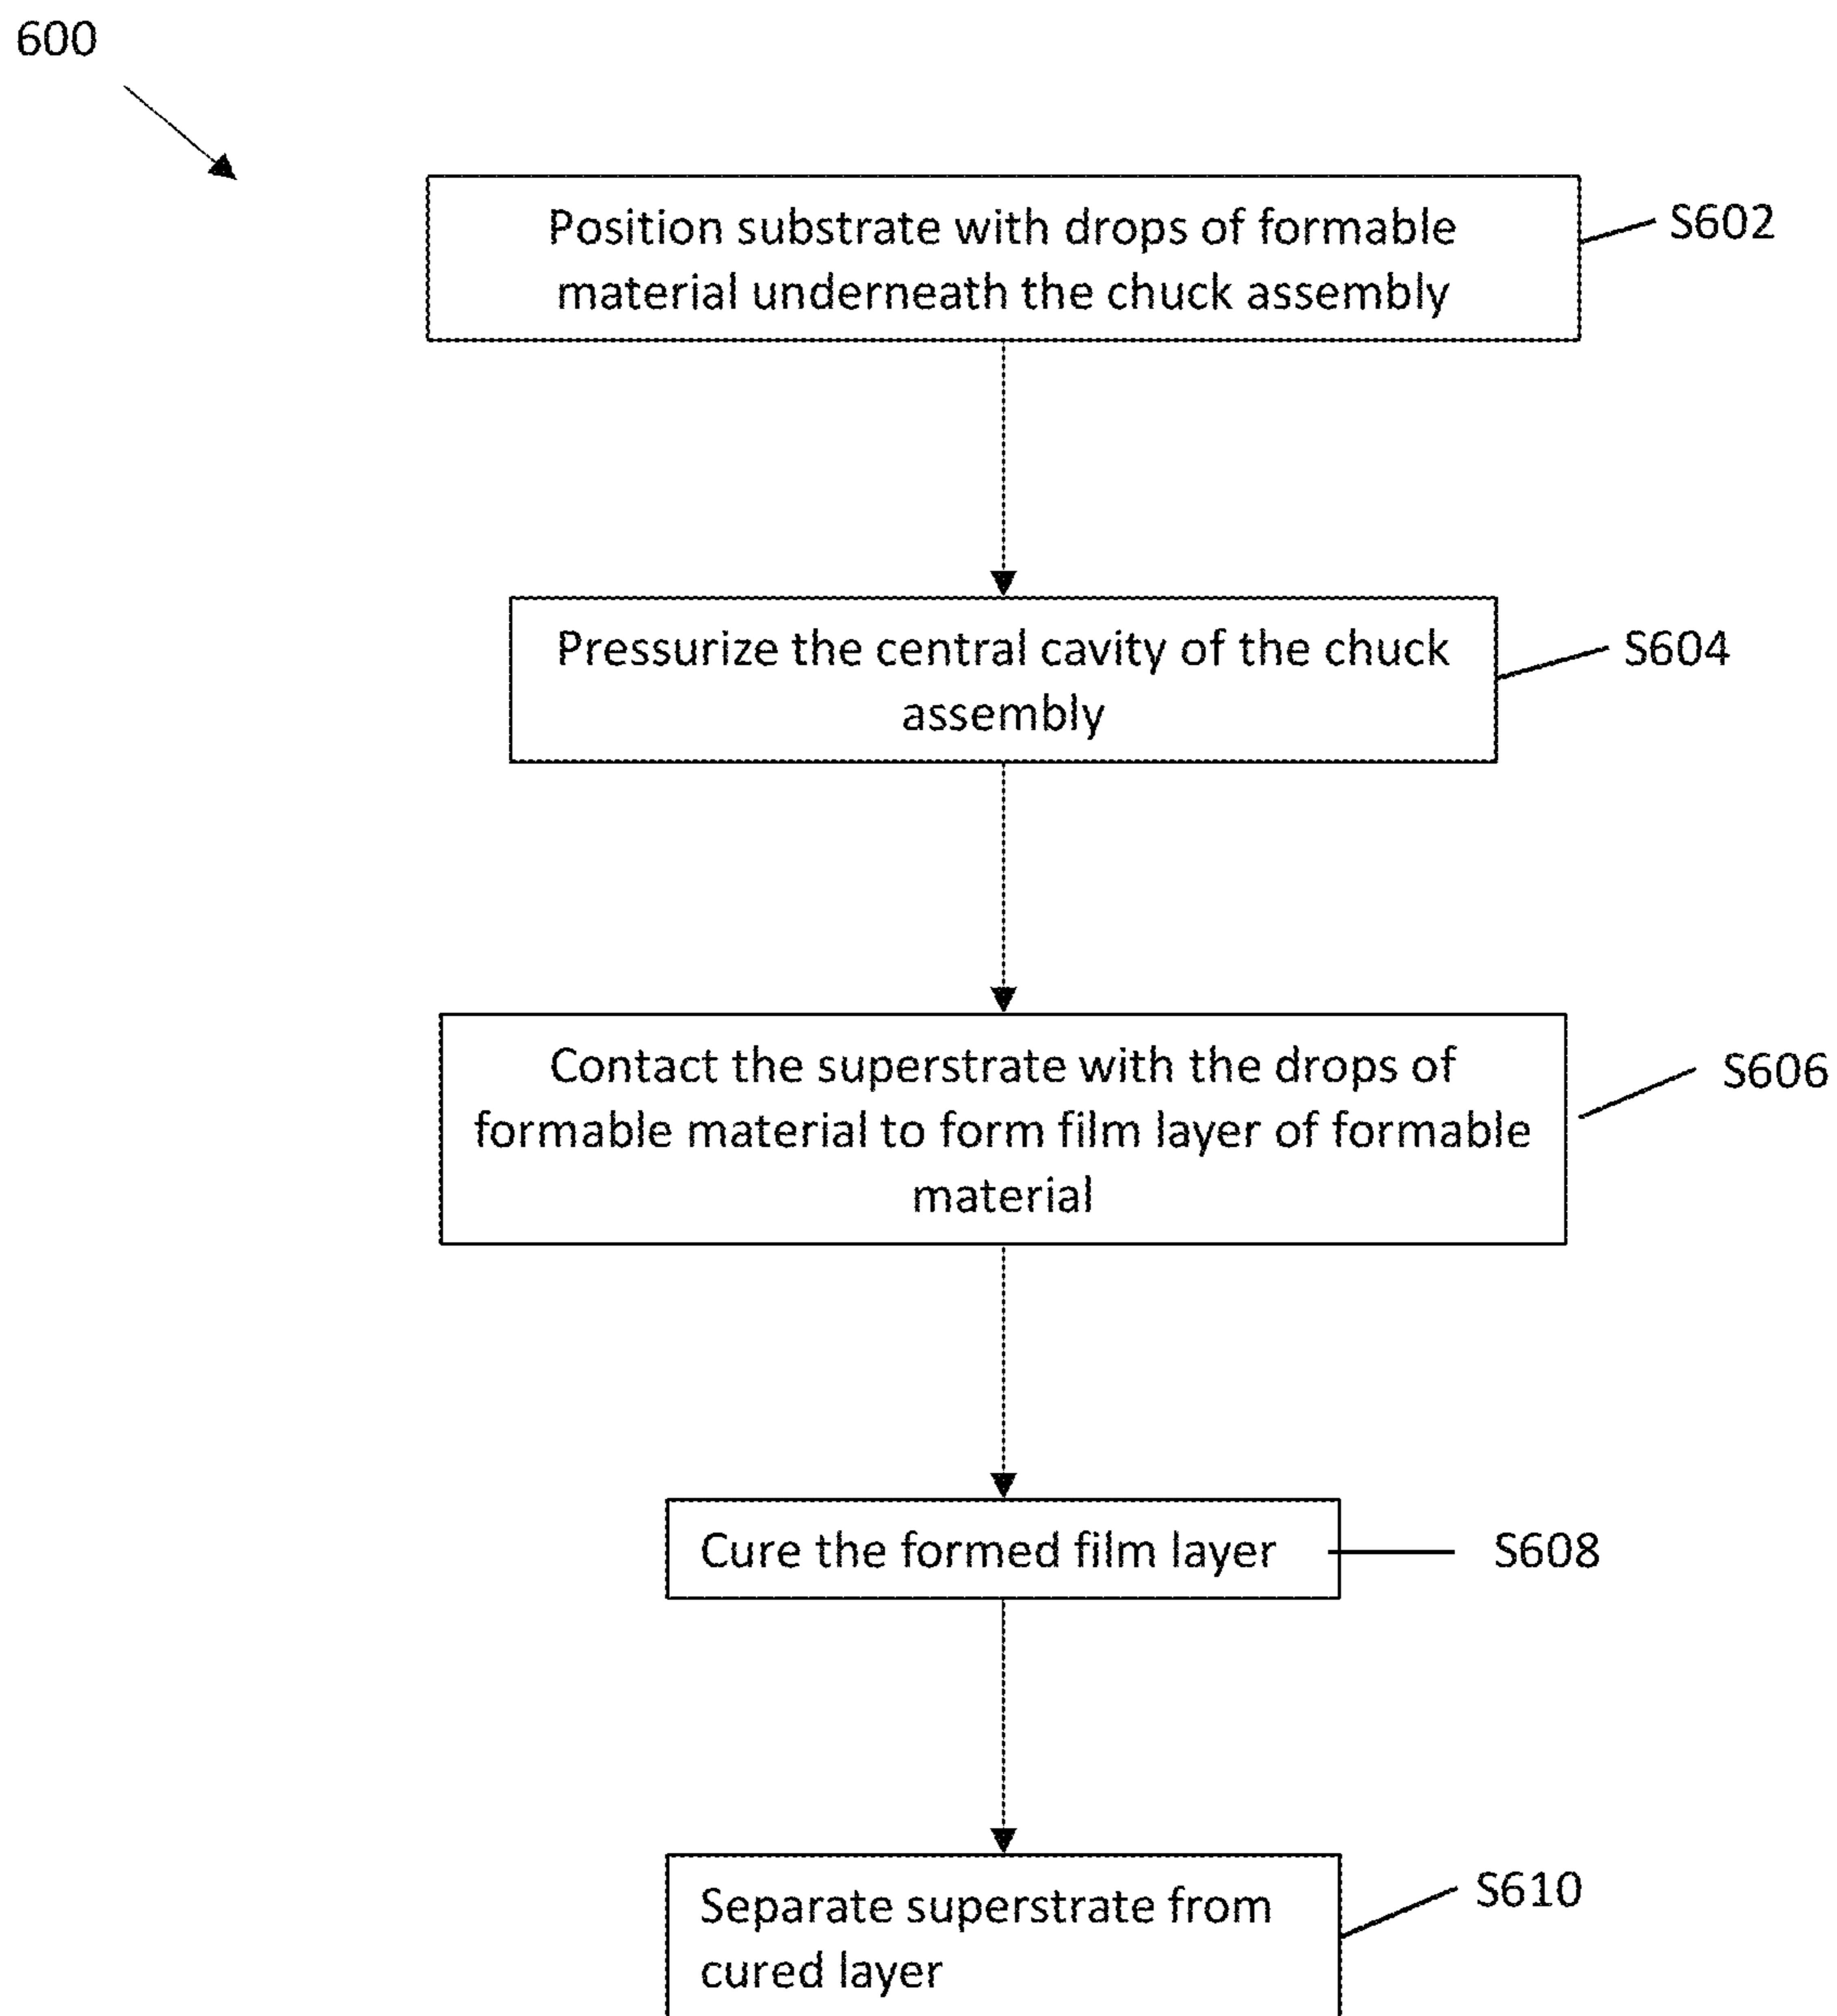 600
Position substrate with drops of formable
material underneath the chuck assembly
S602
Pressurize the central cavity of the chuck
assembly
S604
Contact the superstrate with the drops of
formable material to form film layer of formable
material
S606
Cure the formed film layer
S608
Separate superstrate from
cured layer
S610